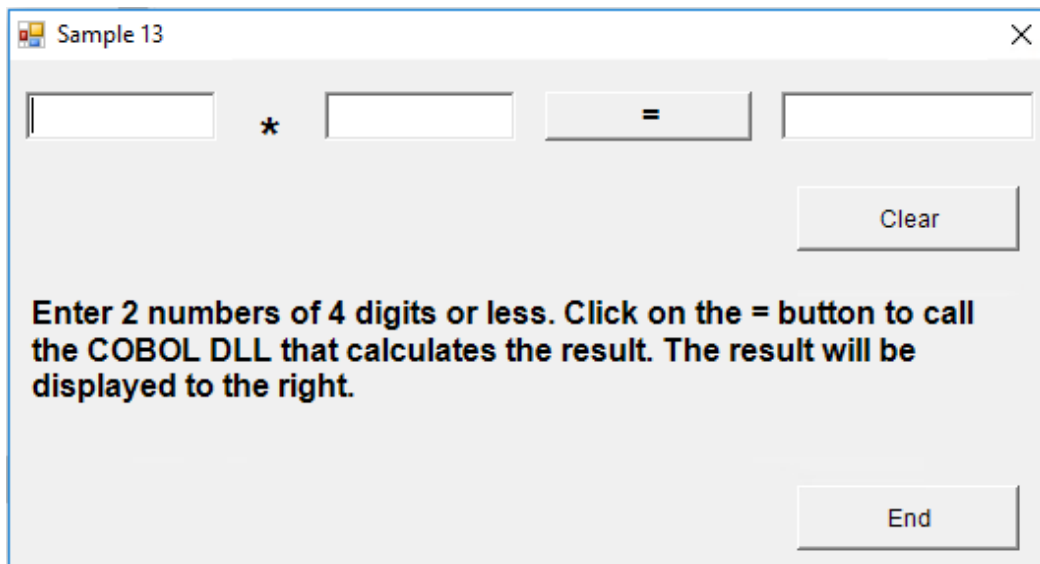 Sample 13
* =
Clear
Enter 2 numbers of 4 digits or less. Click on the = button to call
the COBOL DLL that calculates the result. The result will be
displayed to the right.
End